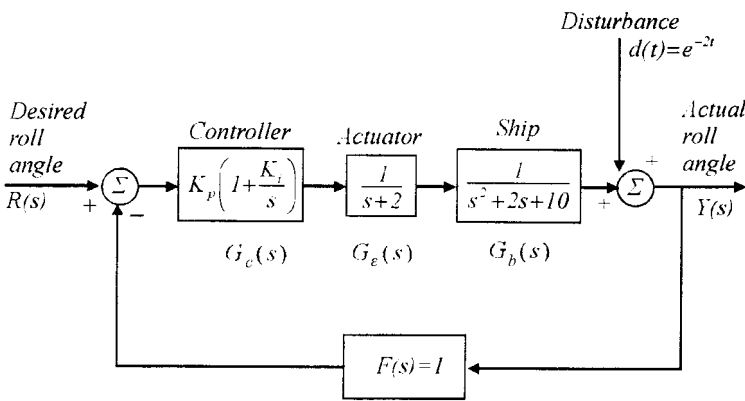 Disturbance
d(t)=e^{-2t}
Desired
roll
angle
R(s)
+
Σ
−
Controller
K_p(1+K_i/s)
G_c(s)
Actuator
1/(s+2)
G_ε(s)
Ship
1/(s^2+2s+10)
G_b(s)
+
Σ
+
Actual
roll
angle
Y(s)
F(s)=1